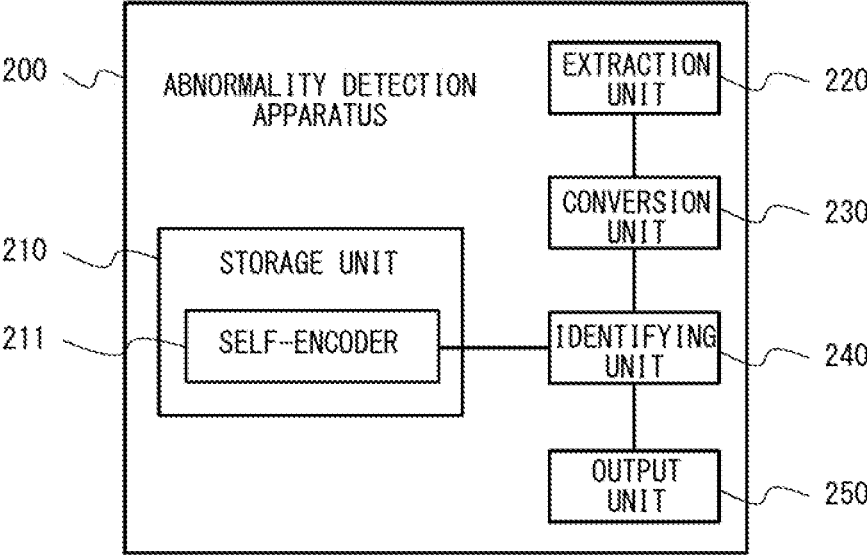 200
ABNORMALITY DETECTION
APPARATUS
EXTRACTION
UNIT
220
CONVERSION
UNIT
230
210
STORAGE UNIT
211
SELF-ENCODER
IDENTIFYING
UNIT
240
OUTPUT
UNIT
250